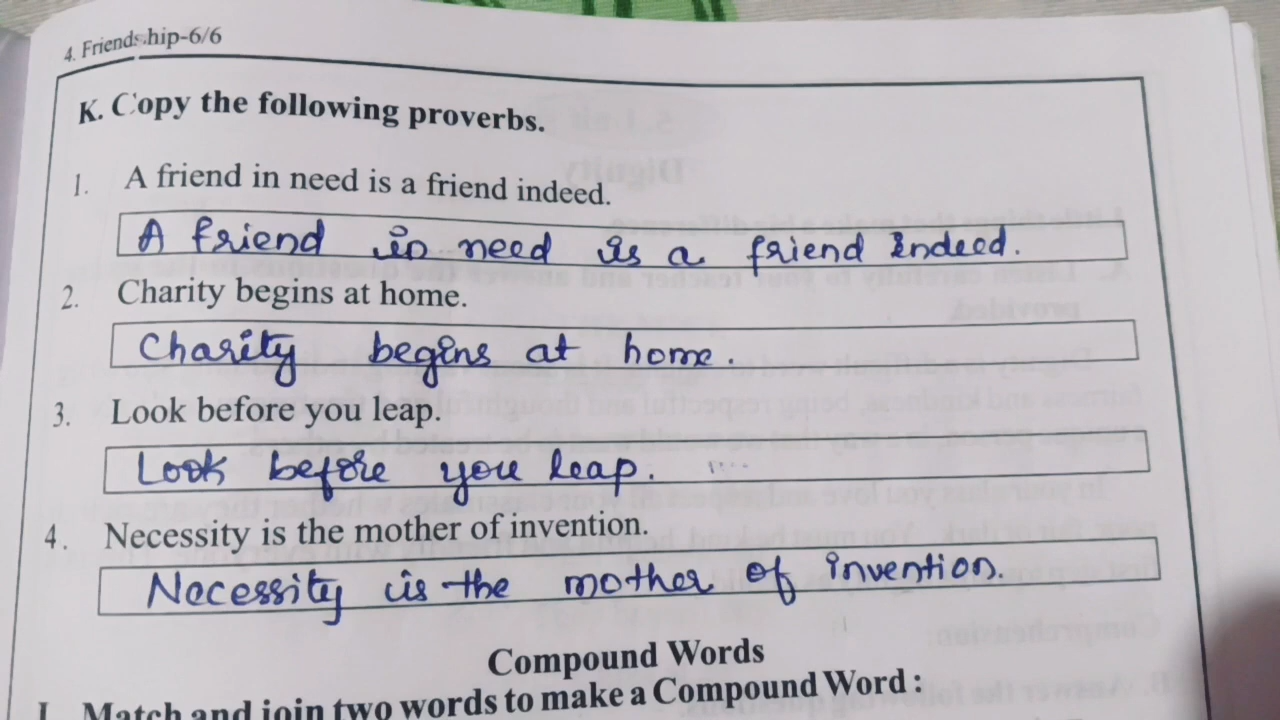 4. Friendship-6/6
K. Copy the following proverbs.
1. A friend in need is a friend indeed.
A friend in need is a friend indeed.
2. Charity begins at home.
Charity begins at home.
3. Look before you leap.
Look before you leap.
4. Necessity is the mother of invention.
Necessity is the mother of invention.
Compound Words
Match and join two words to make a Compound Word :